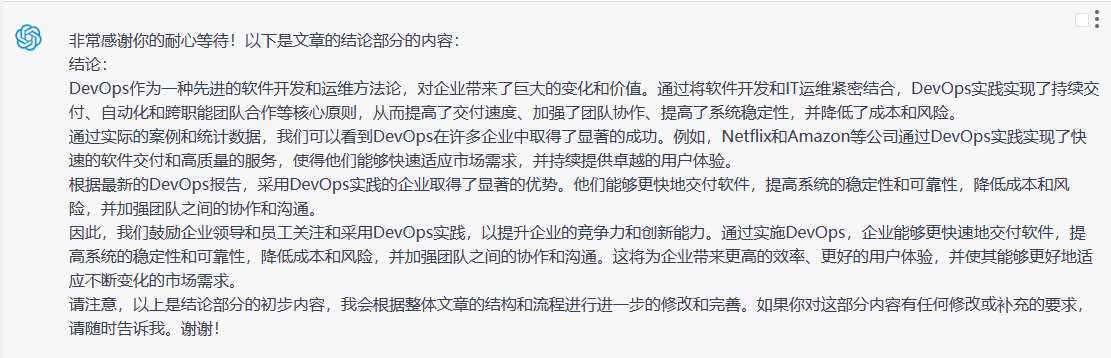 非常感谢你的耐心等待！以下是文章的结论部分的内容：
结论：
DevOps作为一种先进的软件开发和运维方法论，对企业带来了巨大的变化和价值。通过将软件开发和IT运维紧密结合，DevOps实践实现了持续交
付、自动化和跨职能团队合作等核心原则，从而提高了交付速度、加强了团队协作、提高了系统稳定性，并降低了成本和风险。
通过实际的案例和统计数据，我们可以看到DevOps在许多企业中取得了显著的成功。例如，Netflix和Amazon等公司通过DevOps实践实现了快
速的软件交付和高质量的服务，使得他们能够快速适应市场需求，并持续提供卓越的用户体验。
根据最新的DevOps报告，采用DevOps实践的企业取得了显著的优势。他们能够更快地交付软件，提高系统的稳定性和可靠性，降低成本和风
险，并加强团队之间的协作和沟通。
因此，我们鼓励企业领导和员工关注和采用DevOps实践，以提升企业的竞争力和创新能力。通过实施DevOps，企业能够更快速地交付软件，提
高系统的稳定性和可靠性，降低成本和风险，并加强团队之间的协作和沟通。这将为企业带来更高的效率、更好的用户体验，并使其能够更好地适
应不断变化的市场需求。
请注意，以上是结论部分的初步内容，我会根据整体文章的结构和流程进行进一步的修改和完善。如果你对这部分内容有任何修改或补充的要求，
请随时告诉我。谢谢！